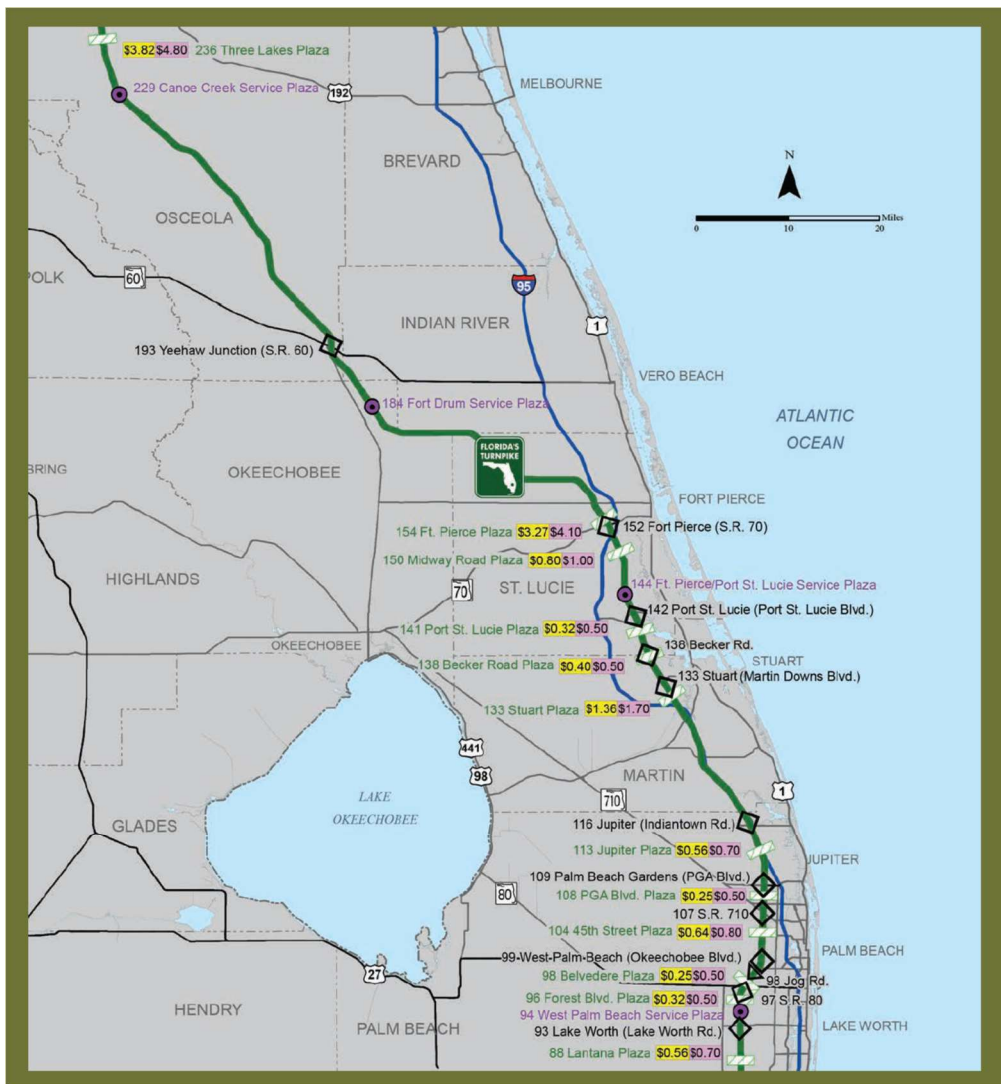 $3.82 $4.80 236 Three Lakes Plaza
229 Canoe Creek Service Plaza
192
MELBOURNE
BREVARD
N
Miles
0 10 20
OSCEOLA
60
POLK
95
INDIAN RIVER
1
193 Yeehaw Junction (S.R. 60)
VERO BEACH
184 Fort Drum Service Plaza
ATLANTIC
OCEAN
FLORIDA'S
TURNPIKE
BRING
OKEECHOBEE
FORT PIERCE
154 Ft. Pierce Plaza $3.27 $4.10
152 Fort Pierce (S.R. 70)
150 Midway Road Plaza $0.80 $1.00
HIGHLANDS
70
ST. LUCIE
144 Ft. Pierce/Port St. Lucie Service Plaza
142 Port St. Lucie (Port St. Lucie Blvd.)
141 Port St. Lucie Plaza $0.32 $0.50
OKEECHOBEE
138 Becker Rd.
138 Becker Road Plaza $0.40 $0.50
STUART
133 Stuart (Martin Downs Blvd.)
133 Stuart Plaza $1.36 $1.70
441
98
MARTIN
1
LAKE
OKEECHOBEE
710
GLADES
116 Jupiter (Indiantown Rd.)
113 Jupiter Plaza $0.56 $0.70
JUPITER
109 Palm Beach Gardens (PGA Blvd.)
80
108 PGA Blvd. Plaza $0.25 $0.50
107 S.R. 710
104 45th Street Plaza $0.64 $0.80
PALM BEACH
99 West Palm Beach (Okeechobee Blvd.)
27
98 Belvedere Plaza $0.25 $0.50
98 Jog Rd.
96 Forest Blvd. Plaza $0.32 $0.50
97 S.R. 80
HENDRY
94 West Palm Beach Service Plaza
PALM BEACH
93 Lake Worth (Lake Worth Rd.)
LAKE WORTH
88 Lantana Plaza $0.56 $0.70